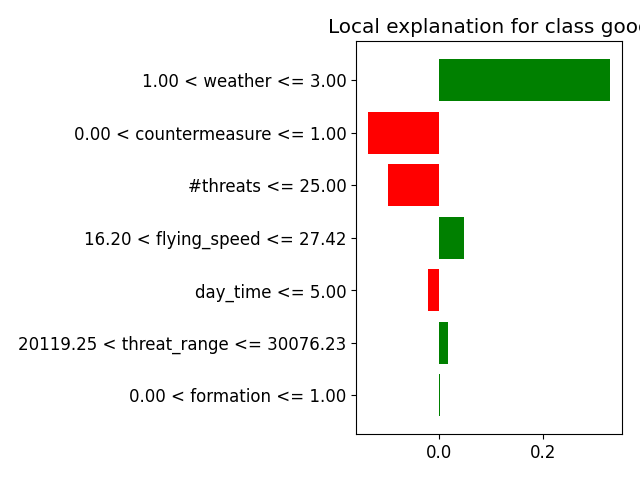 Local explanation for class goo
1.00 < weather <= 3.00
0.00 < countermeasure <= 1.00
#threats <= 25.00
16.20 < flying_speed <= 27.42
day_time <= 5.00
20119.25 < threat_range <= 30076.23
0.00 < formation <= 1.00
0.0 0.2